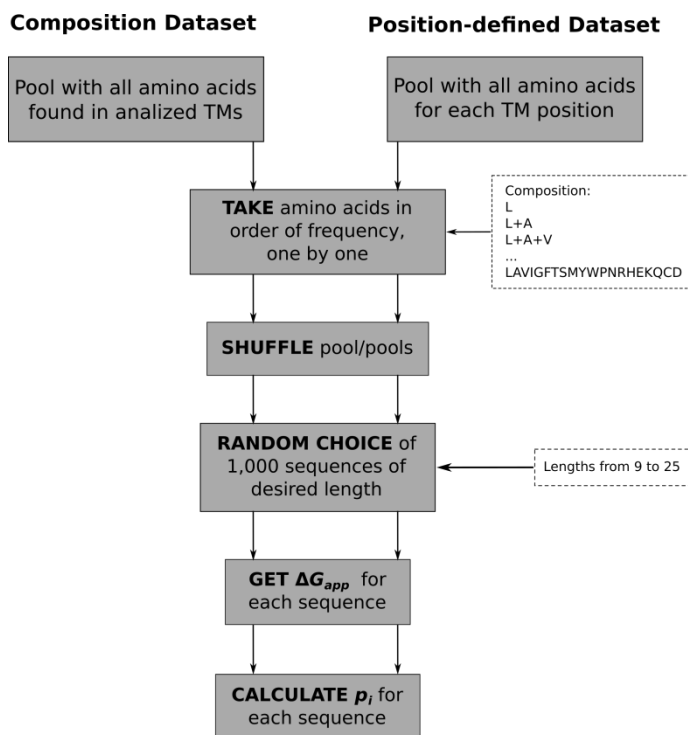 Composition Dataset
Position-defined Dataset
Pool with all amino acids
found in analized TMs
Pool with all amino acids
for each TM position
TAKE amino acids in
order of frequency,
one by one
Composition:
L
L+A
L+A+V
...
LAVIGFTSMYWPNRHEKQCD
SHUFFLE pool/pools
RANDOM CHOICE of
1,000 sequences of
desired length
Lengths from 9 to 25
GET ΔGapp for
each sequence
CALCULATE pi for
each sequence